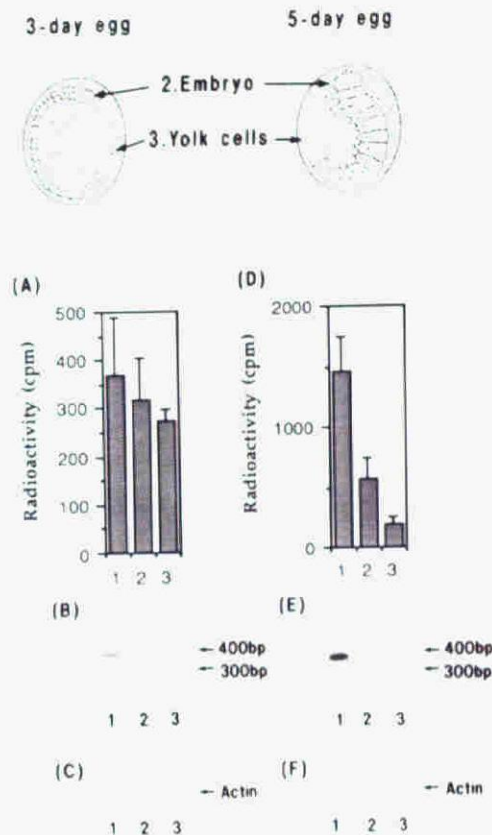 3-day egg 5-day egg
2.Embryo
3.Yolk cells
(A) (D)
500 2000
400
300 1000
200
100
0 0
Radioactivity (cpm) Radioactivity (cpm)
1 2 3 1 2 3
(B) (E)
400bp 400bp
300bp 300bp
1 2 3 1 2 3
(C) (F)
Actin Actin
1 2 3 1 2 3